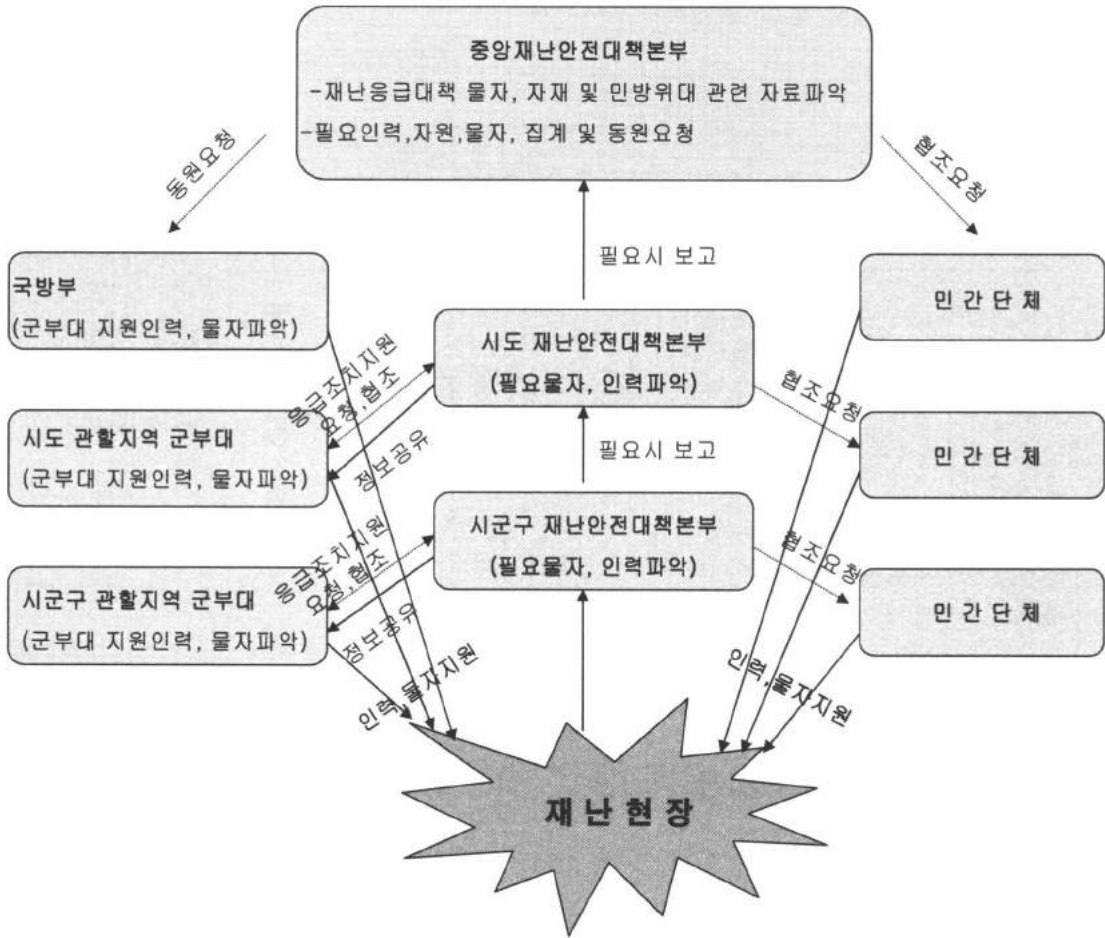 중앙재난안전대책본부
-재난응급대책 물자, 자재 및 민방위대 관련 자료파악
-필요인력,자원,물자, 집계 및 동원요청
동원요청
협조요청
필요시 보고
국방부
(군부대 지원인력, 물자파악)
시도 재난안전대책본부
(필요물자, 인력파악)
민 간 단 체
응급조치지원
요청,협조
정보공유
협조요청
시도 관할지역 군부대
(군부대 지원인력, 물자파악)
필요시 보고
민 간 단 체
시군구 재난안전대책본부
(필요물자, 인력파악)
응급조치지원
요청,협조
정보공유
협조요청
시군구 관할지역 군부대
(군부대 지원인력, 물자파악)
민 간 단 체
인력,물자지원
인력,물자지원
재 난 현 장